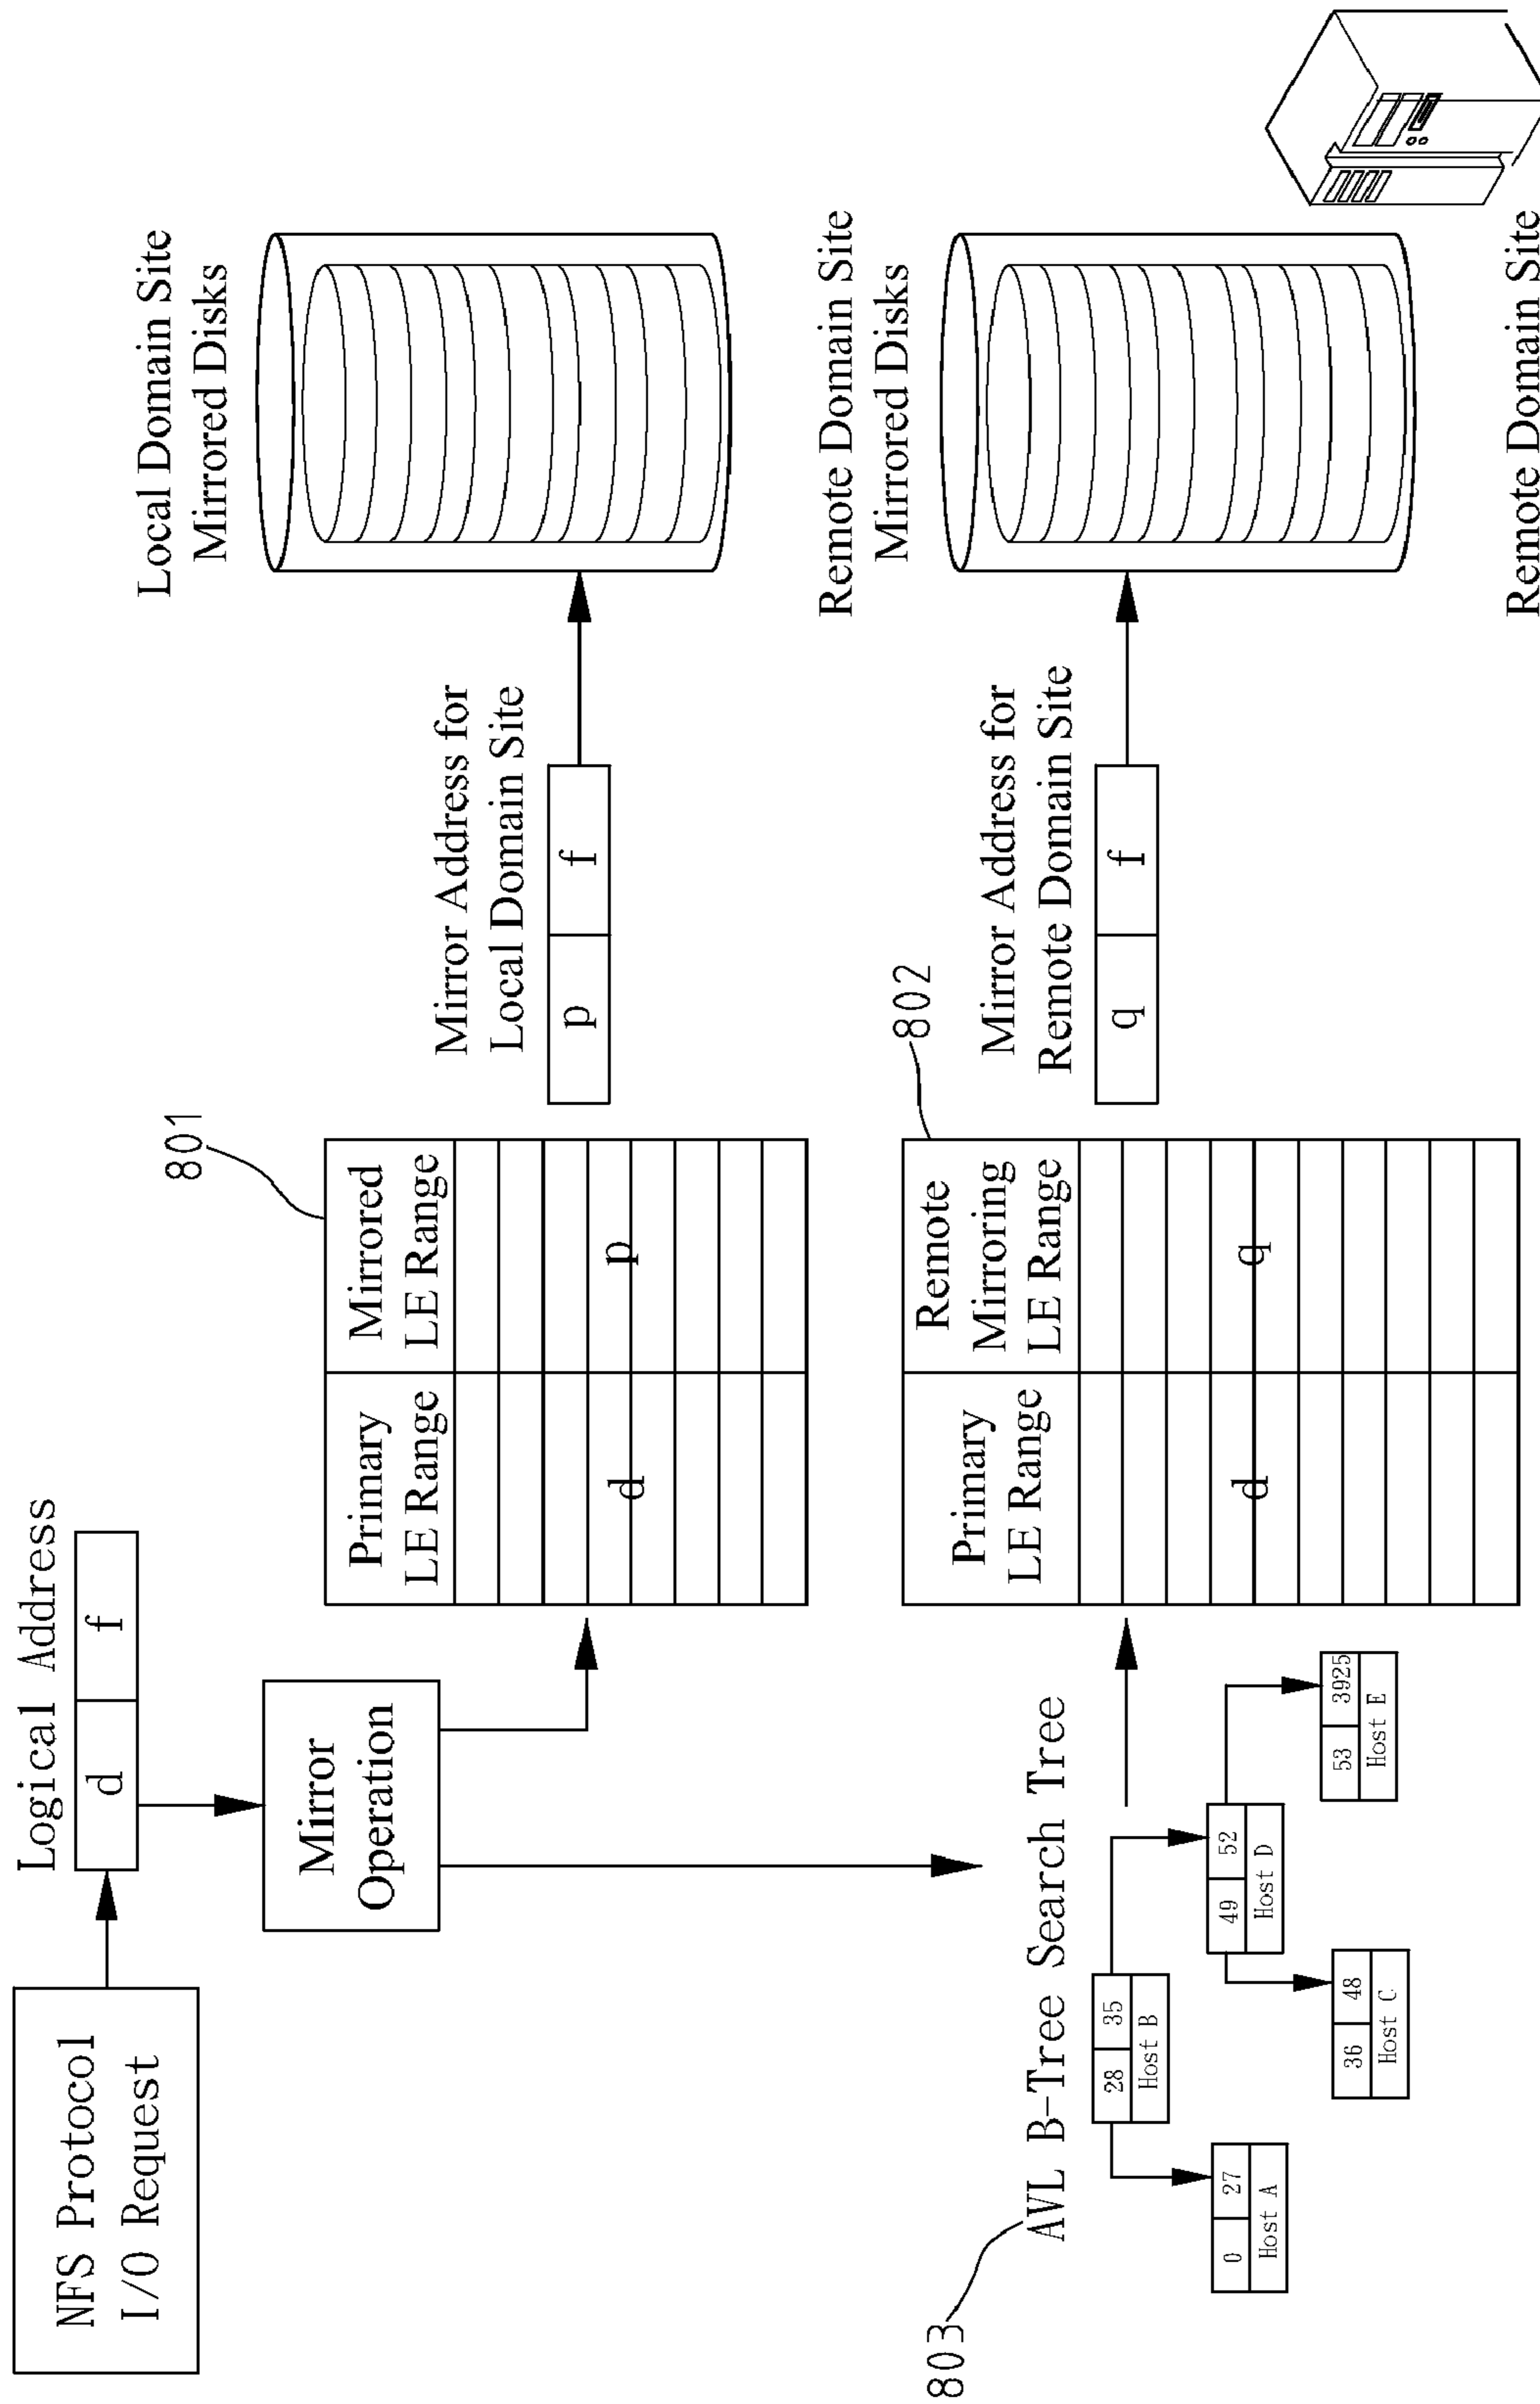 NFS Protocol
I/O Request
Logical Address
d f
Mirror
Operation
801
Primary
LE Range
Mirrored
LE Range
d p
Mirror Address for
Local Domain Site
p f
Local Domain Site
Mirrored Disks
803
AVL B-Tree Search Tree
28 35
Host B
0 27
Host A
49 52
Host D
36 48
Host C
53 3925
Host E
802
Primary
LE Range
Remote
Mirroring
LE Range
d q
Mirror Address for
Remote Domain Site
q f
Remote Domain Site
Mirrored Disks
Remote Domain Site